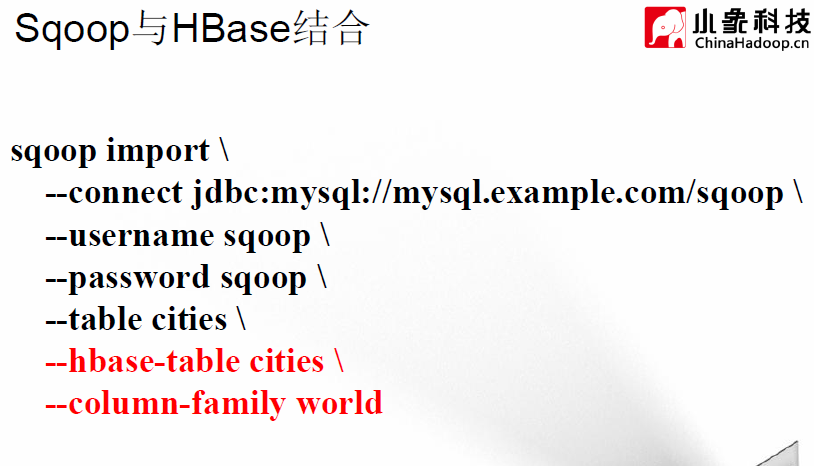 Sqoop与HBase结合
小象科技
ChinaHadoop.cn
sqoop import \
--connect jdbc:mysql://mysql.example.com/sqoop \
--username sqoop \
--password sqoop \
--table cities \
--hbase-table cities \
--column-family world